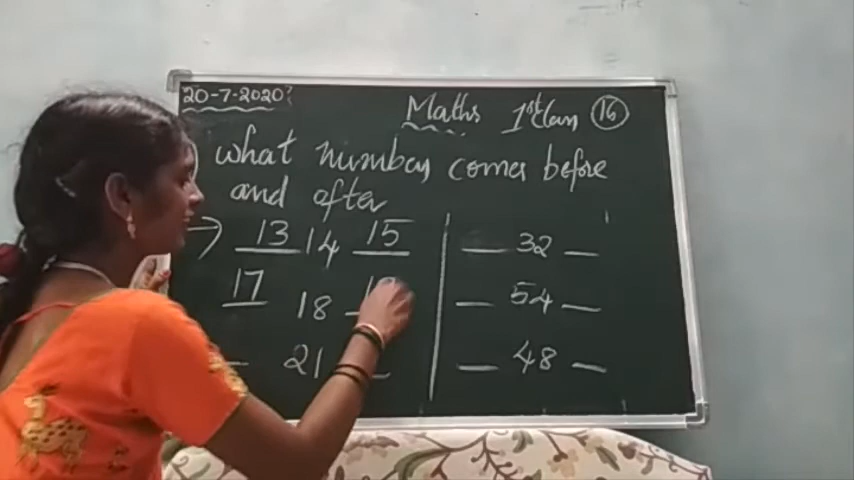 20-7-2020
Maths 1st Class 16
what number comes before
and after
→ 13 14 15
17 18
_ 21 _
_ 32 _
_ 54 _
_ 48 _